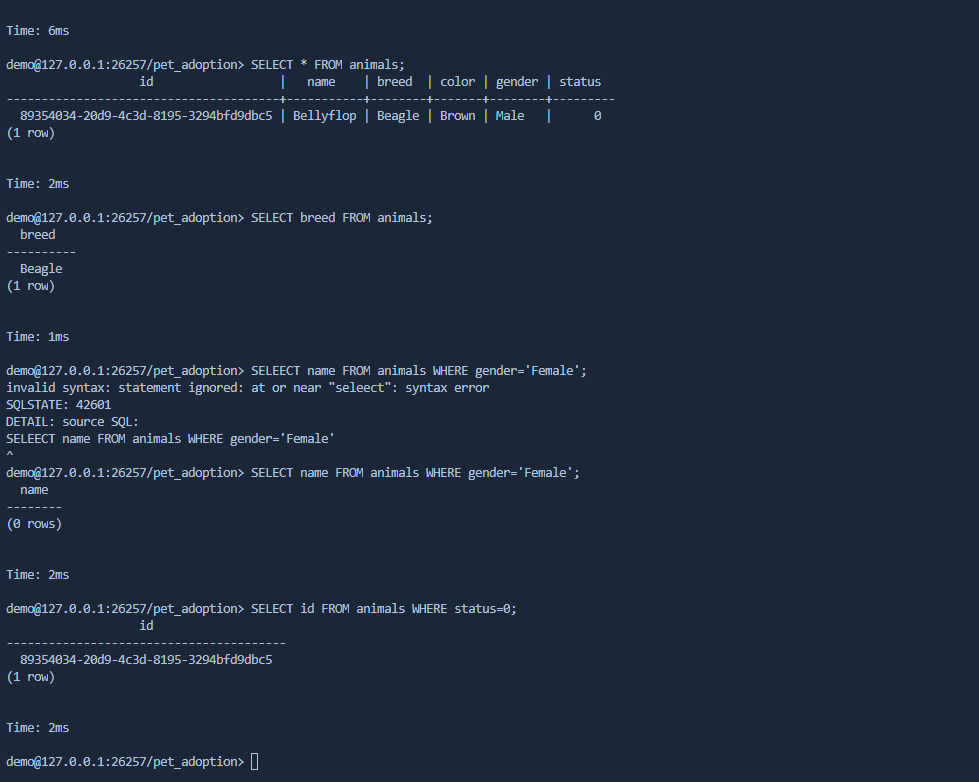 Time: 6ms
demo@127.0.0.1:26257/pet_adoption> SELECT * FROM animals;
                   id                  |   name    | breed  | color | gender | status
---------------------------------------+-----------+--------+-------+--------+---------
  89354034-20d9-4c3d-8195-3294bfd9dbc5 | Bellyflop | Beagle | Brown | Male   |      0
(1 row)
Time: 2ms
demo@127.0.0.1:26257/pet_adoption> SELECT breed FROM animals;
  breed
----------
  Beagle
(1 row)
Time: 1ms
demo@127.0.0.1:26257/pet_adoption> SELEECT name FROM animals WHERE gender='Female';
invalid syntax: statement ignored: at or near "seleect": syntax error
SQLSTATE: 42601
DETAIL: source SQL:
SELEECT name FROM animals WHERE gender='Female'
^
demo@127.0.0.1:26257/pet_adoption> SELECT name FROM animals WHERE gender='Female';
  name
--------
(0 rows)
Time: 2ms
demo@127.0.0.1:26257/pet_adoption> SELECT id FROM animals WHERE status=0;
                   id
----------------------------------------
  89354034-20d9-4c3d-8195-3294bfd9dbc5
(1 row)
Time: 2ms
demo@127.0.0.1:26257/pet_adoption>